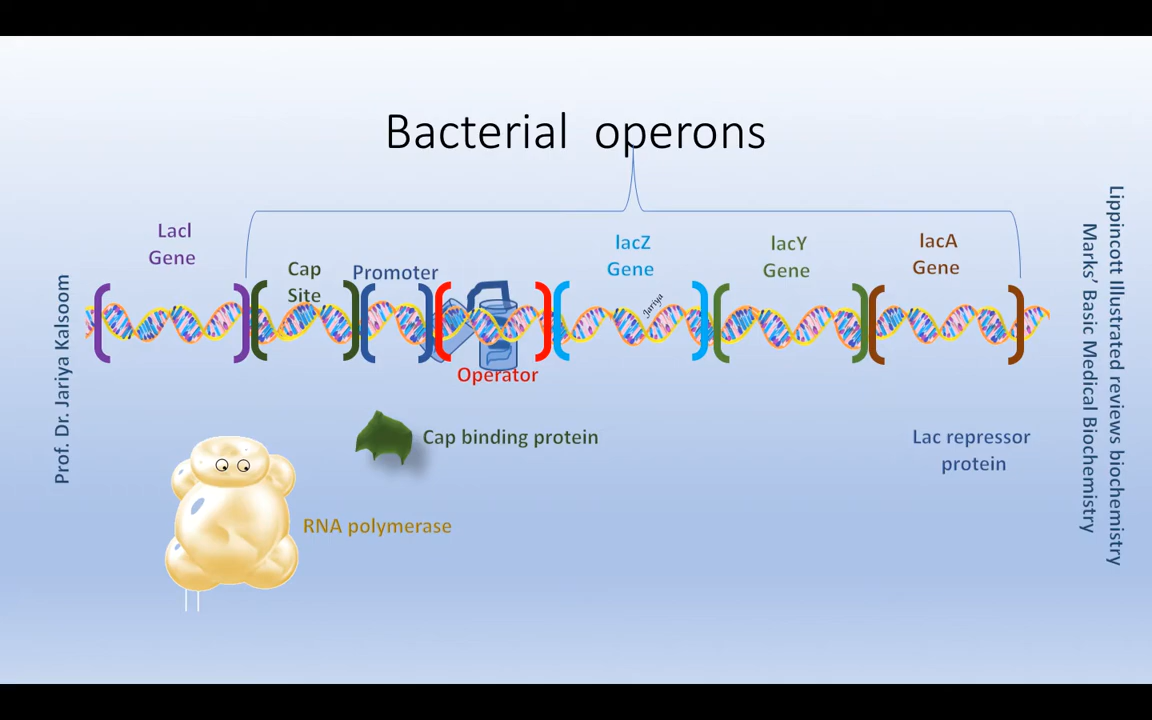 Bacterial operons
LacI
Gene
Cap
Site
Promoter
Operator
lacZ
Gene
Jariya
lacY
Gene
lacA
Gene
Cap binding protein
RNA polymerase
Lac repressor
protein
Prof. Dr. Jariya Kalsoom
Lippincott Illustrated reviews biochemistry
Marks’ Basic Medical Biochemistry